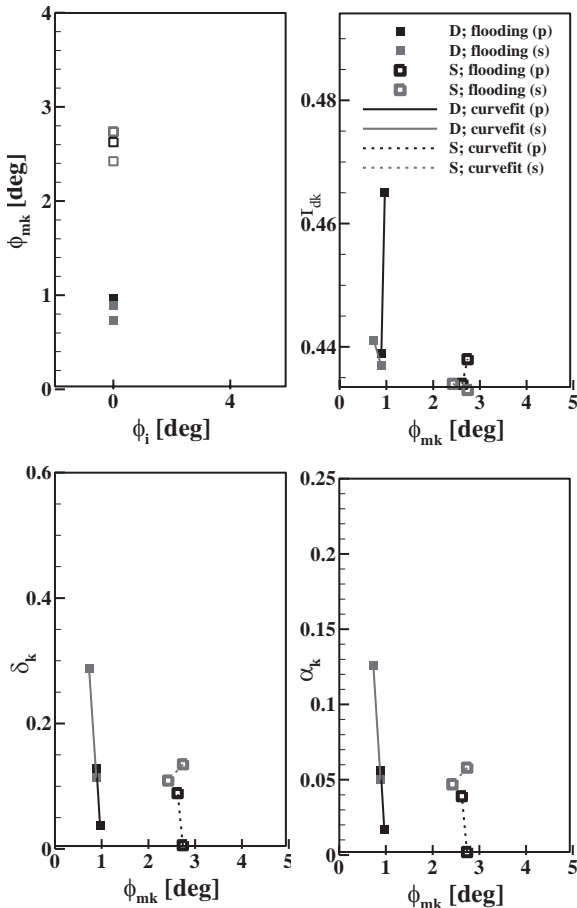 4
3
2
1
0
ϕmk [deg]
0
4
ϕi [deg]
D; flooding (p)
D; flooding (s)
S; flooding (p)
S; flooding (s)
D; curvefit (p)
D; curvefit (s)
S; curvefit (p)
S; curvefit (s)
0.48
0.46
0.44
Idk
0 1 2 3 4 5
ϕmk [deg]
0.6
0.4
0.2
0
δk
0 1 2 3 4 5
ϕmk [deg]
0.25
0.2
0.15
0.1
0.05
0
αk
0 1 2 3 4 5
ϕmk [deg]